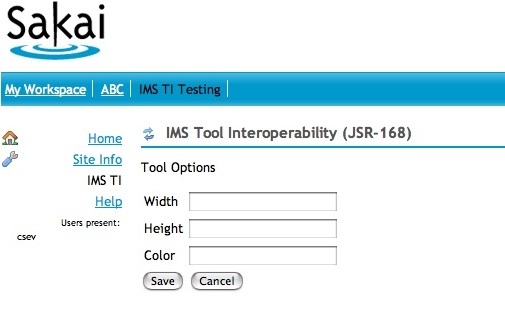 Sakai
My Workspace ABC IMS TI Testing
Home
Site Info
IMS TI
Help
Users present:
csev
IMS Tool Interoperability (JSR-168)
Tool Options
Width
Height
Color
Save Cancel